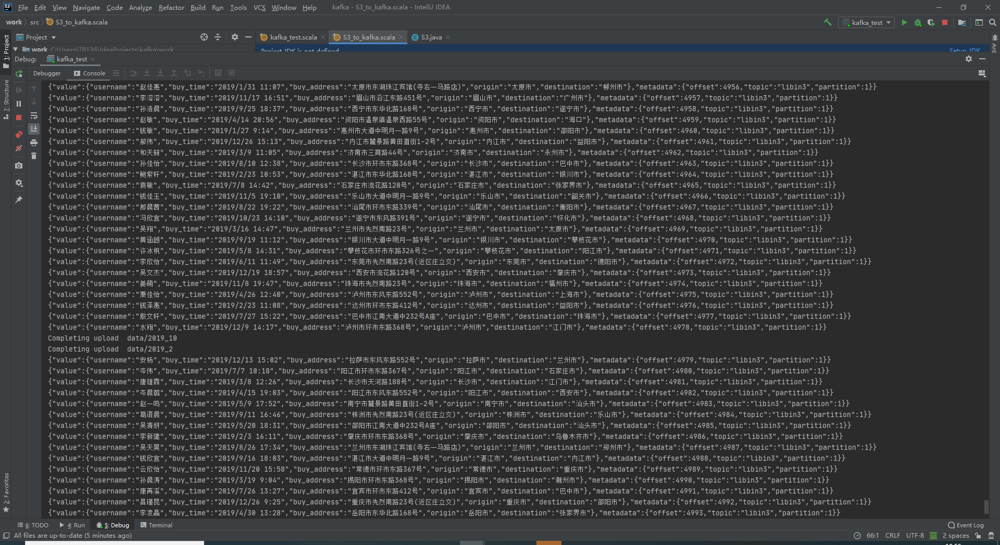 File Edit View Navigate Code Analyze Refactor Build Run Tools VCS Window Help kafka - S3_to_kafka.scala - IntelliJ IDEA
work src S3_to_kafka.scala kafka_test
Project kafka_test.scala S3_to_kafka.scala S3.java
work C:\Users\78136\IdeaProjects\kafka\work Project JDK is not defined Setup JDK
1: Project
7: Structure
2: Favorites
Ant
Debug: kafka_test
Debugger Console
{"value":{"username":"赵佳惠","buy_time":"2019/1/31 11:07","buy_address":"太原市东湖珠江宾馆(寺右一马路店)","origin":"太原市","destination":"郴州市"},"metadata":{"offset":4956,"topic":"libin3","partition":1}}
{"value":{"username":"李溶溶","buy_time":"2019/11/17 16:51","buy_address":"眉山市沿江东路451号","origin":"眉山市","destination":"广州市"},"metadata":{"offset":4957,"topic":"libin3","partition":1}}
{"value":{"username":"孙浩晨","buy_time":"2019/9/25 18:37","buy_address":"西宁市东华北路168号","origin":"西宁市","destination":"遂宁市"},"metadata":{"offset":4958,"topic":"libin3","partition":1}}
{"value":{"username":"赵敏","buy_time":"2019/4/14 20:56","buy_address":"资阳市温泉镇温泉西路55号","origin":"资阳市","destination":"海口"},"metadata":{"offset":4959,"topic":"libin3","partition":1}}
{"value":{"username":"钱敏","buy_time":"2019/1/27 9:14","buy_address":"惠州市大道中明月一路9号","origin":"惠州市","destination":"邵阳市"},"metadata":{"offset":4960,"topic":"libin3","partition":1}}
{"value":{"username":"郝伟","buy_time":"2019/12/26 15:13","buy_address":"内江市麓景路黄田直街1-2号","origin":"内江市","destination":"益阳市"},"metadata":{"offset":4961,"topic":"libin3","partition":1}}
{"value":{"username":"和天赫","buy_time":"2019/3/9 11:05","buy_address":"济南市三育路44号","origin":"济南市","destination":"永州市"},"metadata":{"offset":4962,"topic":"libin3","partition":1}}
{"value":{"username":"孙佳怡","buy_time":"2019/8/10 12:38","buy_address":"长沙市环市东路368号","origin":"长沙市","destination":"巴中市"},"metadata":{"offset":4963,"topic":"libin3","partition":1}}
{"value":{"username":"鲍紫轩","buy_time":"2019/2/23 10:53","buy_address":"湛江市东华北路168号","origin":"湛江市","destination":"银川市"},"metadata":{"offset":4964,"topic":"libin3","partition":1}}
{"value":{"username":"袁敏","buy_time":"2019/7/8 14:42","buy_address":"石家庄市流花路120号","origin":"石家庄市","destination":"张家界市"},"metadata":{"offset":4965,"topic":"libin3","partition":1}}
{"value":{"username":"钱佳玉","buy_time":"2019/11/5 19:10","buy_address":"乐山市大道中明月一路9号","origin":"乐山市","destination":"韶关市"},"metadata":{"offset":4966,"topic":"libin3","partition":1}}
{"value":{"username":"郎晨茜","buy_time":"2019/8/22 19:22","buy_address":"汕尾市环市东路339号","origin":"汕尾市","destination":"衡阳市"},"metadata":{"offset":4967,"topic":"libin3","partition":1}}
{"value":{"username":"冯欣宜","buy_time":"2019/10/23 14:10","buy_address":"遂宁市东风路391号","origin":"遂宁市","destination":"怀化市"},"metadata":{"offset":4968,"topic":"libin3","partition":1}}
{"value":{"username":"吴翔","buy_time":"2019/3/16 14:47","buy_address":"兰州市先烈南路23号","origin":"兰州市","destination":"太原市"},"metadata":{"offset":4969,"topic":"libin3","partition":1}}
{"value":{"username":"黄涵越","buy_time":"2019/9/19 11:12","buy_address":"银川市大道中明月一路9号","origin":"银川市","destination":"攀枝花市"},"metadata":{"offset":4970,"topic":"libin3","partition":1}}
{"value":{"username":"许冰枫","buy_time":"2019/5/8 14:31","buy_address":"攀枝花市环市东路326号之一","origin":"攀枝花市","destination":"阳江市"},"metadata":{"offset":4971,"topic":"libin3","partition":1}}
{"value":{"username":"李欣怡","buy_time":"2019/6/11 11:49","buy_address":"东莞市先烈南路23号(近区庄立交)","origin":"东莞市","destination":"德阳市"},"metadata":{"offset":4972,"topic":"libin3","partition":1}}
{"value":{"username":"吴文杰","buy_time":"2019/12/19 18:57","buy_address":"西安市流花路120号","origin":"西安市","destination":"肇庆市"},"metadata":{"offset":4973,"topic":"libin3","partition":1}}
{"value":{"username":"姜萌","buy_time":"2019/11/8 19:47","buy_address":"珠海市先烈南路23号","origin":"珠海市","destination":"福州市"},"metadata":{"offset":4974,"topic":"libin3","partition":1}}
{"value":{"username":"萧佳怡","buy_time":"2019/4/26 12:40","buy_address":"泸州市东风东路552号","origin":"泸州市","destination":"上海市"},"metadata":{"offset":4975,"topic":"libin3","partition":1}}
{"value":{"username":"钱泽惠","buy_time":"2019/2/23 11:08","buy_address":"达州市环市东路412号","origin":"达州市","destination":"益阳市"},"metadata":{"offset":4976,"topic":"libin3","partition":1}}
{"value":{"username":"殷文轩","buy_time":"2019/7/27 15:22","buy_address":"巴中市江南大道中232号A座","origin":"巴中市","destination":"珠海市"},"metadata":{"offset":4977,"topic":"libin3","partition":1}}
{"value":{"username":"水翔","buy_time":"2019/12/9 14:17","buy_address":"泸州市环市东路368号","origin":"泸州市","destination":"江门市"},"metadata":{"offset":4978,"topic":"libin3","partition":1}}
Completing upload  data/2019_10
Completing upload  data/2019_2
{"value":{"username":"安杨","buy_time":"2019/12/13 15:02","buy_address":"拉萨市东风东路552号","origin":"拉萨市","destination":"兰州市"},"metadata":{"offset":4979,"topic":"libin3","partition":1}}
{"value":{"username":"岑伟","buy_time":"2019/7/7 10:18","buy_address":"阳江市环市东路367号","origin":"阳江市","destination":"石家庄市"},"metadata":{"offset":4980,"topic":"libin3","partition":1}}
{"value":{"username":"唐雄霖","buy_time":"2019/3/8 12:26","buy_address":"长沙市天河路188号","origin":"长沙市","destination":"江门市"},"metadata":{"offset":4981,"topic":"libin3","partition":1}}
{"value":{"username":"岑晨璐","buy_time":"2019/4/15 19:03","buy_address":"阳江市东风东路552号","origin":"阳江市","destination":"西安市"},"metadata":{"offset":4982,"topic":"libin3","partition":1}}
{"value":{"username":"赵一鸣","buy_time":"2019/5/9 17:52","buy_address":"南宁市麓景路黄田直街1-2号","origin":"南宁市","destination":"汕头市"},"metadata":{"offset":4983,"topic":"libin3","partition":1}}
{"value":{"username":"葛语晨","buy_time":"2019/9/11 16:46","buy_address":"株洲市先烈南路23号(近区庄立交)","origin":"株洲市","destination":"乐山市"},"metadata":{"offset":4984,"topic":"libin3","partition":1}}
{"value":{"username":"吴清妍","buy_time":"2019/5/20 18:31","buy_address":"邵阳市江南大道中232号A座","origin":"邵阳市","destination":"汕头市"},"metadata":{"offset":4985,"topic":"libin3","partition":1}}
{"value":{"username":"李新建","buy_time":"2019/2/3 16:11","buy_address":"肇庆市环市东路368号","origin":"肇庆市","destination":"乌鲁木齐市"},"metadata":{"offset":4986,"topic":"libin3","partition":1}}
{"value":{"username":"吴天昊","buy_time":"2019/8/26 17:34","buy_address":"兰州市东湖珠江宾馆(寺右一马路店)","origin":"兰州市","destination":"郑州市"},"metadata":{"offset":4987,"topic":"libin3","partition":1}}
{"value":{"username":"钱欣宜","buy_time":"2019/9/16 18:03","buy_address":"湛江市大道中明月一路9号","origin":"湛江市","destination":"内江市"},"metadata":{"offset":4988,"topic":"libin3","partition":1}}
{"value":{"username":"云欣怡","buy_time":"2019/11/20 15:58","buy_address":"常德市环市东路367号","origin":"常德市","destination":"重庆市"},"metadata":{"offset":4989,"topic":"libin3","partition":1}}
{"value":{"username":"孙晨涛","buy_time":"2019/3/19 9:04","buy_address":"揭阳市环市东路368号","origin":"揭阳市","destination":"潮州市"},"metadata":{"offset":4990,"topic":"libin3","partition":1}}
{"value":{"username":"康苒溪","buy_time":"2019/7/26 13:27","buy_address":"宜宾市环市东路412号","origin":"宜宾市","destination":"巴中市"},"metadata":{"offset":4991,"topic":"libin3","partition":1}}
{"value":{"username":"昌瑾昆","buy_time":"2019/12/26 9:25","buy_address":"重庆市先烈南路23号(近区庄立交)","origin":"重庆市","destination":"邵阳市"},"metadata":{"offset":4992,"topic":"libin3","partition":1}}
{"value":{"username":"李凌晶","buy_time":"2019/4/30 13:28","buy_address":"岳阳市东华北路168号","origin":"岳阳市","destination":"张家界市"},"metadata":{"offset":4993,"topic":"libin3","partition":1}}
6: TODO 4: Run 5: Debug Terminal Event Log
All files are up-to-date (5 minutes ago) 66:1 CRLF UTF-8 2 spaces